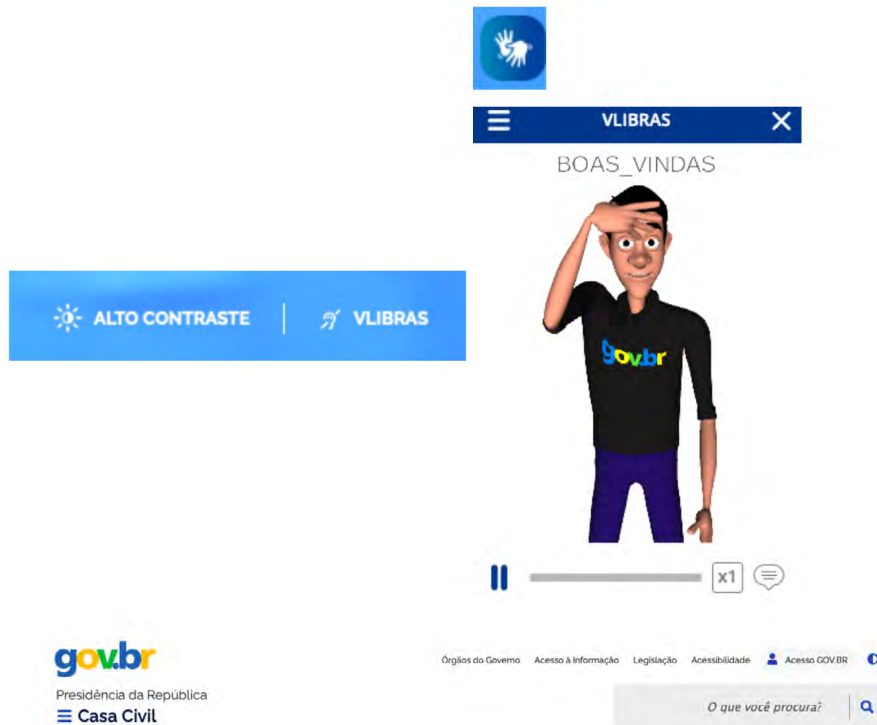 VLIBRAS
BOAS_VINDAS
ALTO CONTRASTE
VLIBRAS
gov.br
x1
gov.br
Presidência da República
Casa Civil
Órgãos do Governo Acesso à Informação Legislação Acessibilidade Acesso GOV.BR
O que você procura?